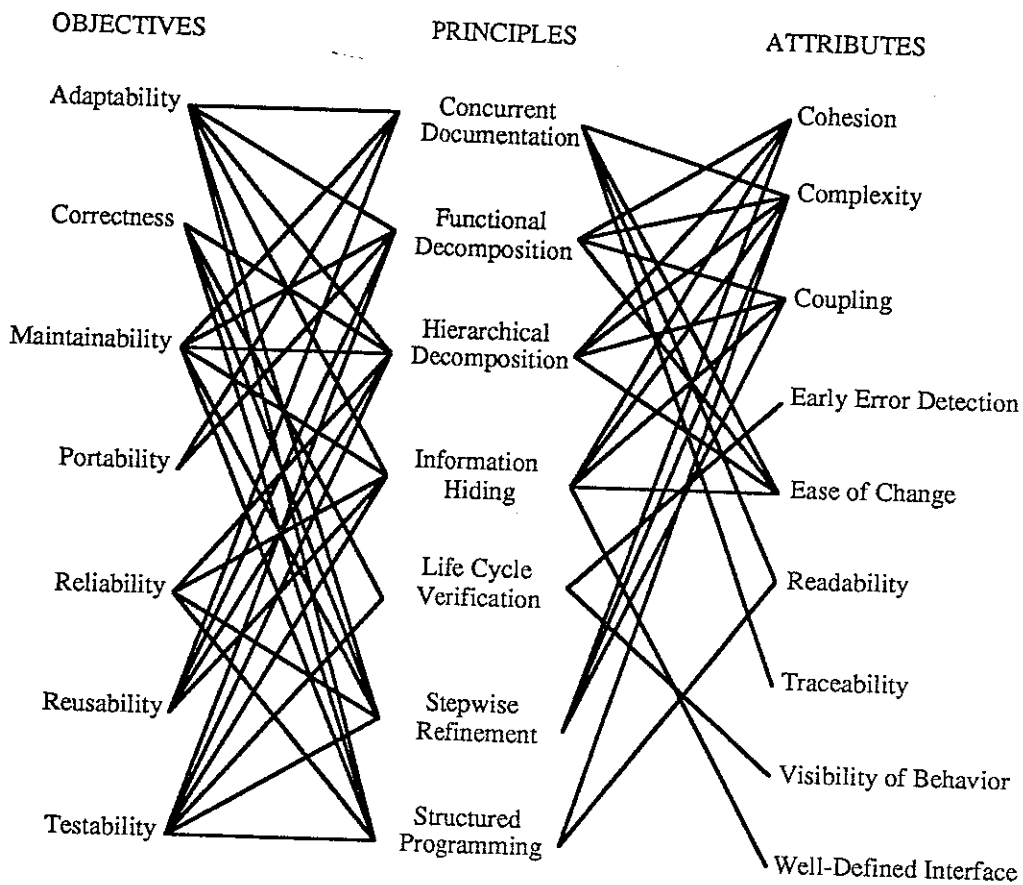 OBJECTIVES
Adaptability
Correctness
Maintainability
Portability
Reliability
Reusability
Testability
PRINCIPLES
Concurrent
Documentation
Functional
Decomposition
Hierarchical
Decomposition
Information
Hiding
Life Cycle
Verification
Stepwise
Refinement
Structured
Programming
ATTRIBUTES
Cohesion
Complexity
Coupling
Early Error Detection
Ease of Change
Readability
Traceability
Visibility of Behavior
Well-Defined Interface